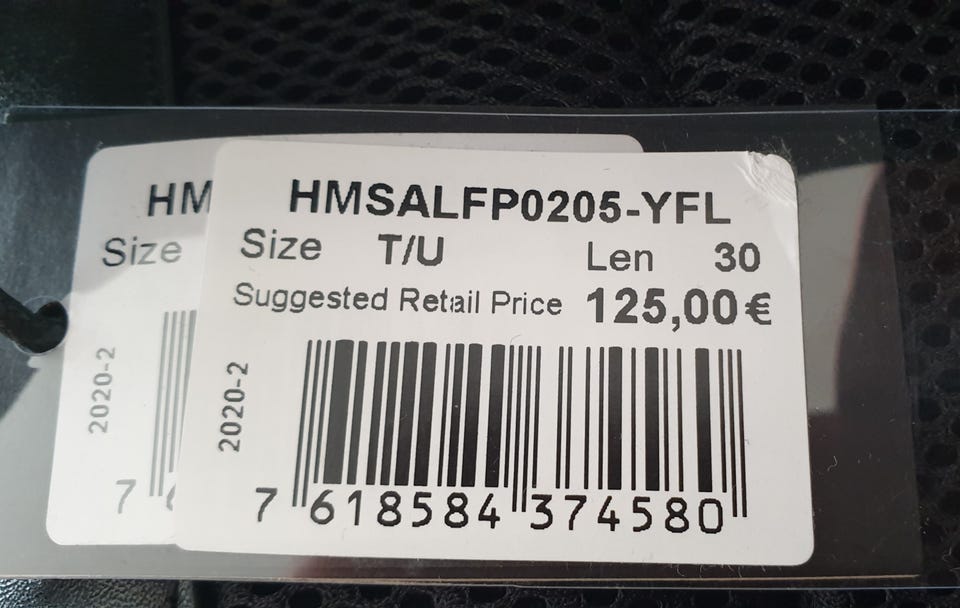 HMSALFP0205-YFL
Size T/U Len 30
Suggested Retail Price 125,00€
2020-2
7 618584 374580
HM
Size
2020-2
7